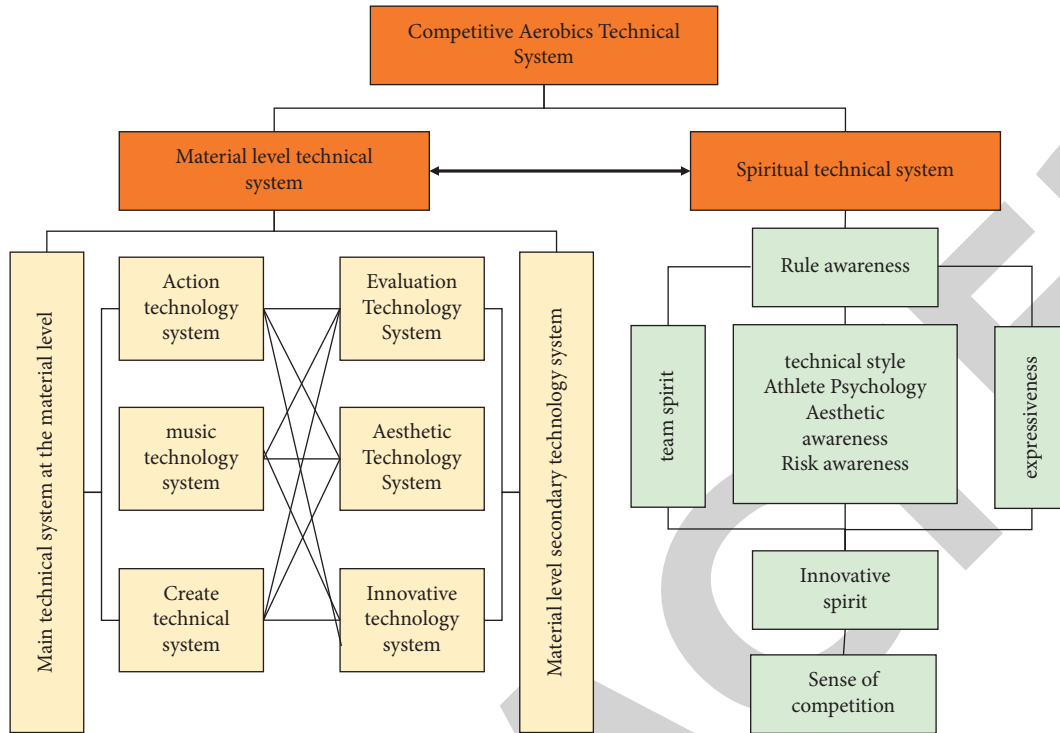 Competitive Aerobics Technical
System
Material level technical
system
Spiritual technical system
Main technical system at the material level
Action
technology
system
Evaluation
Technology
System
music
technology
system
Aesthetic
Technology
System
Create
technical
system
Innovative
technology
system
Material level secondary technology system
Rule awareness
team spirit
technical style
Athlete Psychology
Aesthetic
awareness
Risk awareness
expressiveness
Innovative
spirit
Sense of
competition